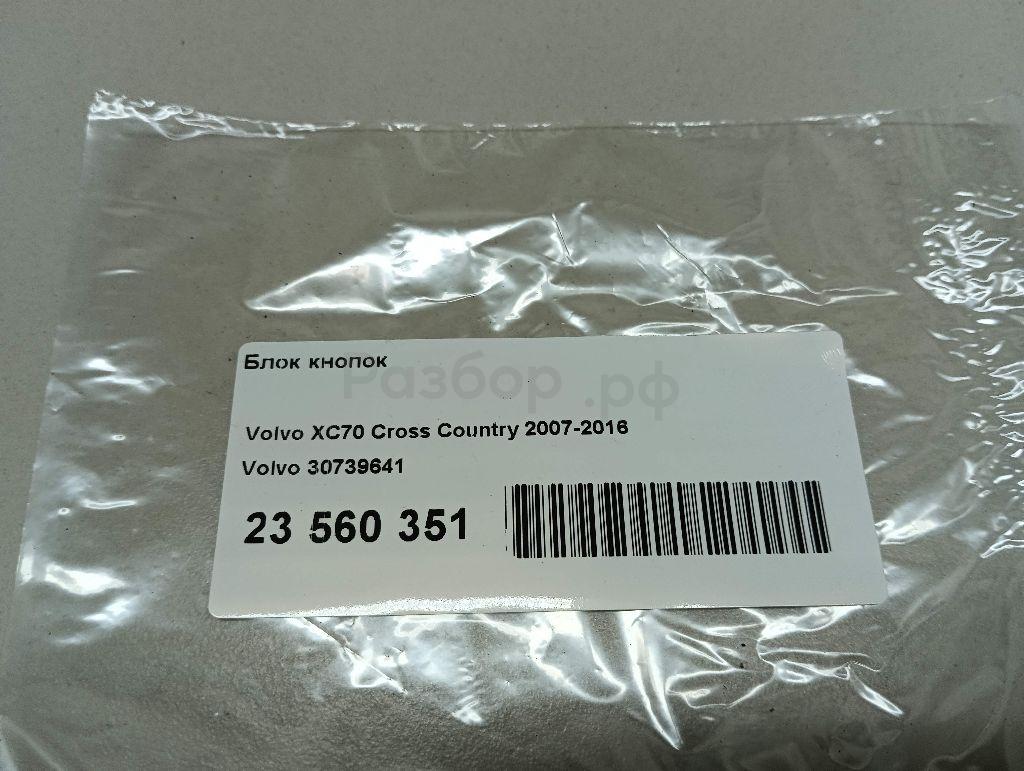 Блок кнопок
Разбор.рф
Volvo XC70 Cross Country 2007-2016
Volvo 30739641
23 560 351